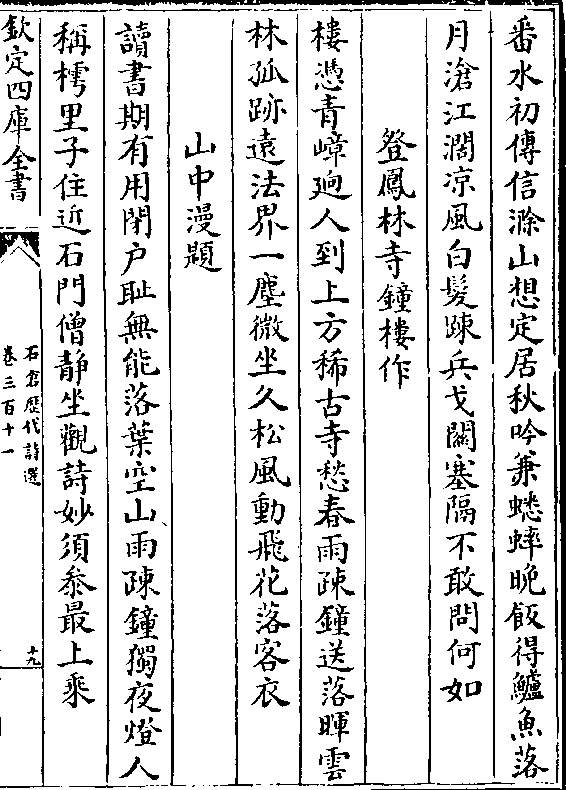 番水初傳信滁山想定居秋吟兼蟋蟀晚飯得鱸魚落
月滄江濶凉風白髮踈兵戈關塞隔不敢問何如
登鳳林寺鐘樓作
樓憑青嶂廻人到上方稀古寺愁春雨疎鐘送落暉雲
林孤跡遠法界一塵微坐久松風動飛花落客衣
山中漫題
讀書期有用閉户耻無能落葉空山雨踈鐘獨夜燈人
稱樗里子住近石門僧靜坐觀詩妙須叅最上乘
欽定四庫全書
石倉歷代詩選
卷三百十一
十九